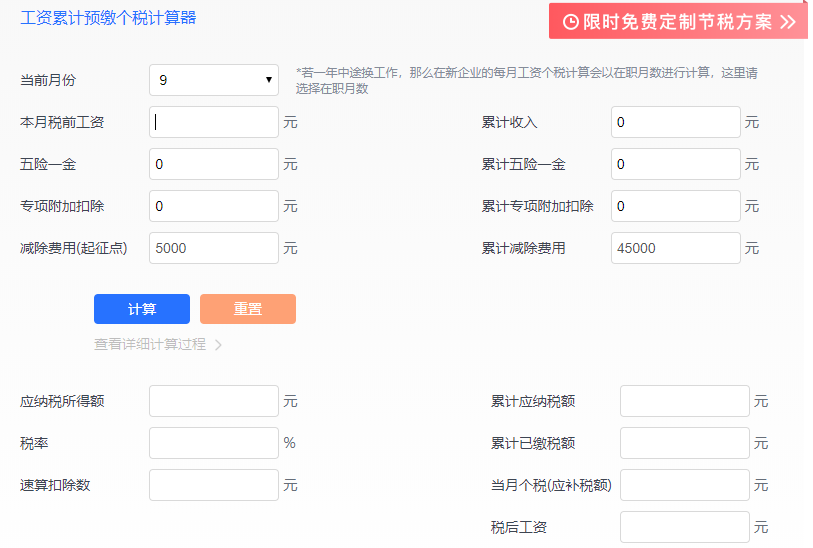 工资累计预缴个税计算器
限时免费定制节税方案
当前月份 9 *若一年中途换工作，那么在新企业的每月工资个税计算会以在职月数进行计算，这里请
选择在职月数
本月税前工资 元 累计收入 0 元
五险一金 0 元 累计五险一金 0 元
专项附加扣除 0 元 累计专项附加扣除 0 元
减除费用(起征点) 5000 元 累计减除费用 45000 元
计算 重置
查看详细计算过程
应纳税所得额 元 累计应纳税额 元
税率 % 累计已缴税额 元
速算扣除数 元 当月个税(应补税额) 元
税后工资 元